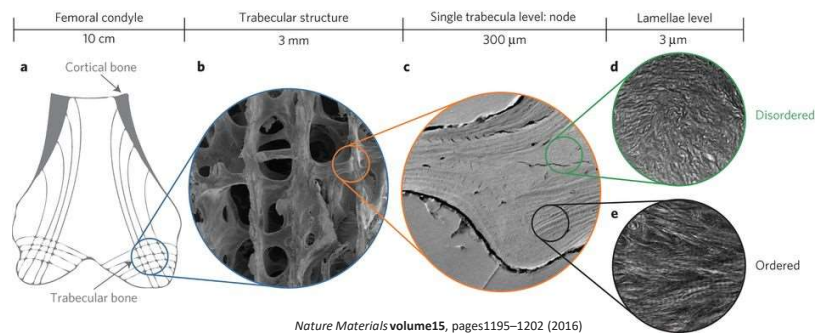 Femoral condyle
Trabecular structure
Single trabecula level: node
Lamellae level
10 cm
3 mm
300 µm
3 µm
a
Cortical bone
b
c
d
Disordered
e
Ordered
Trabecular bone
Nature Materials volume15, pages1195–1202 (2016)